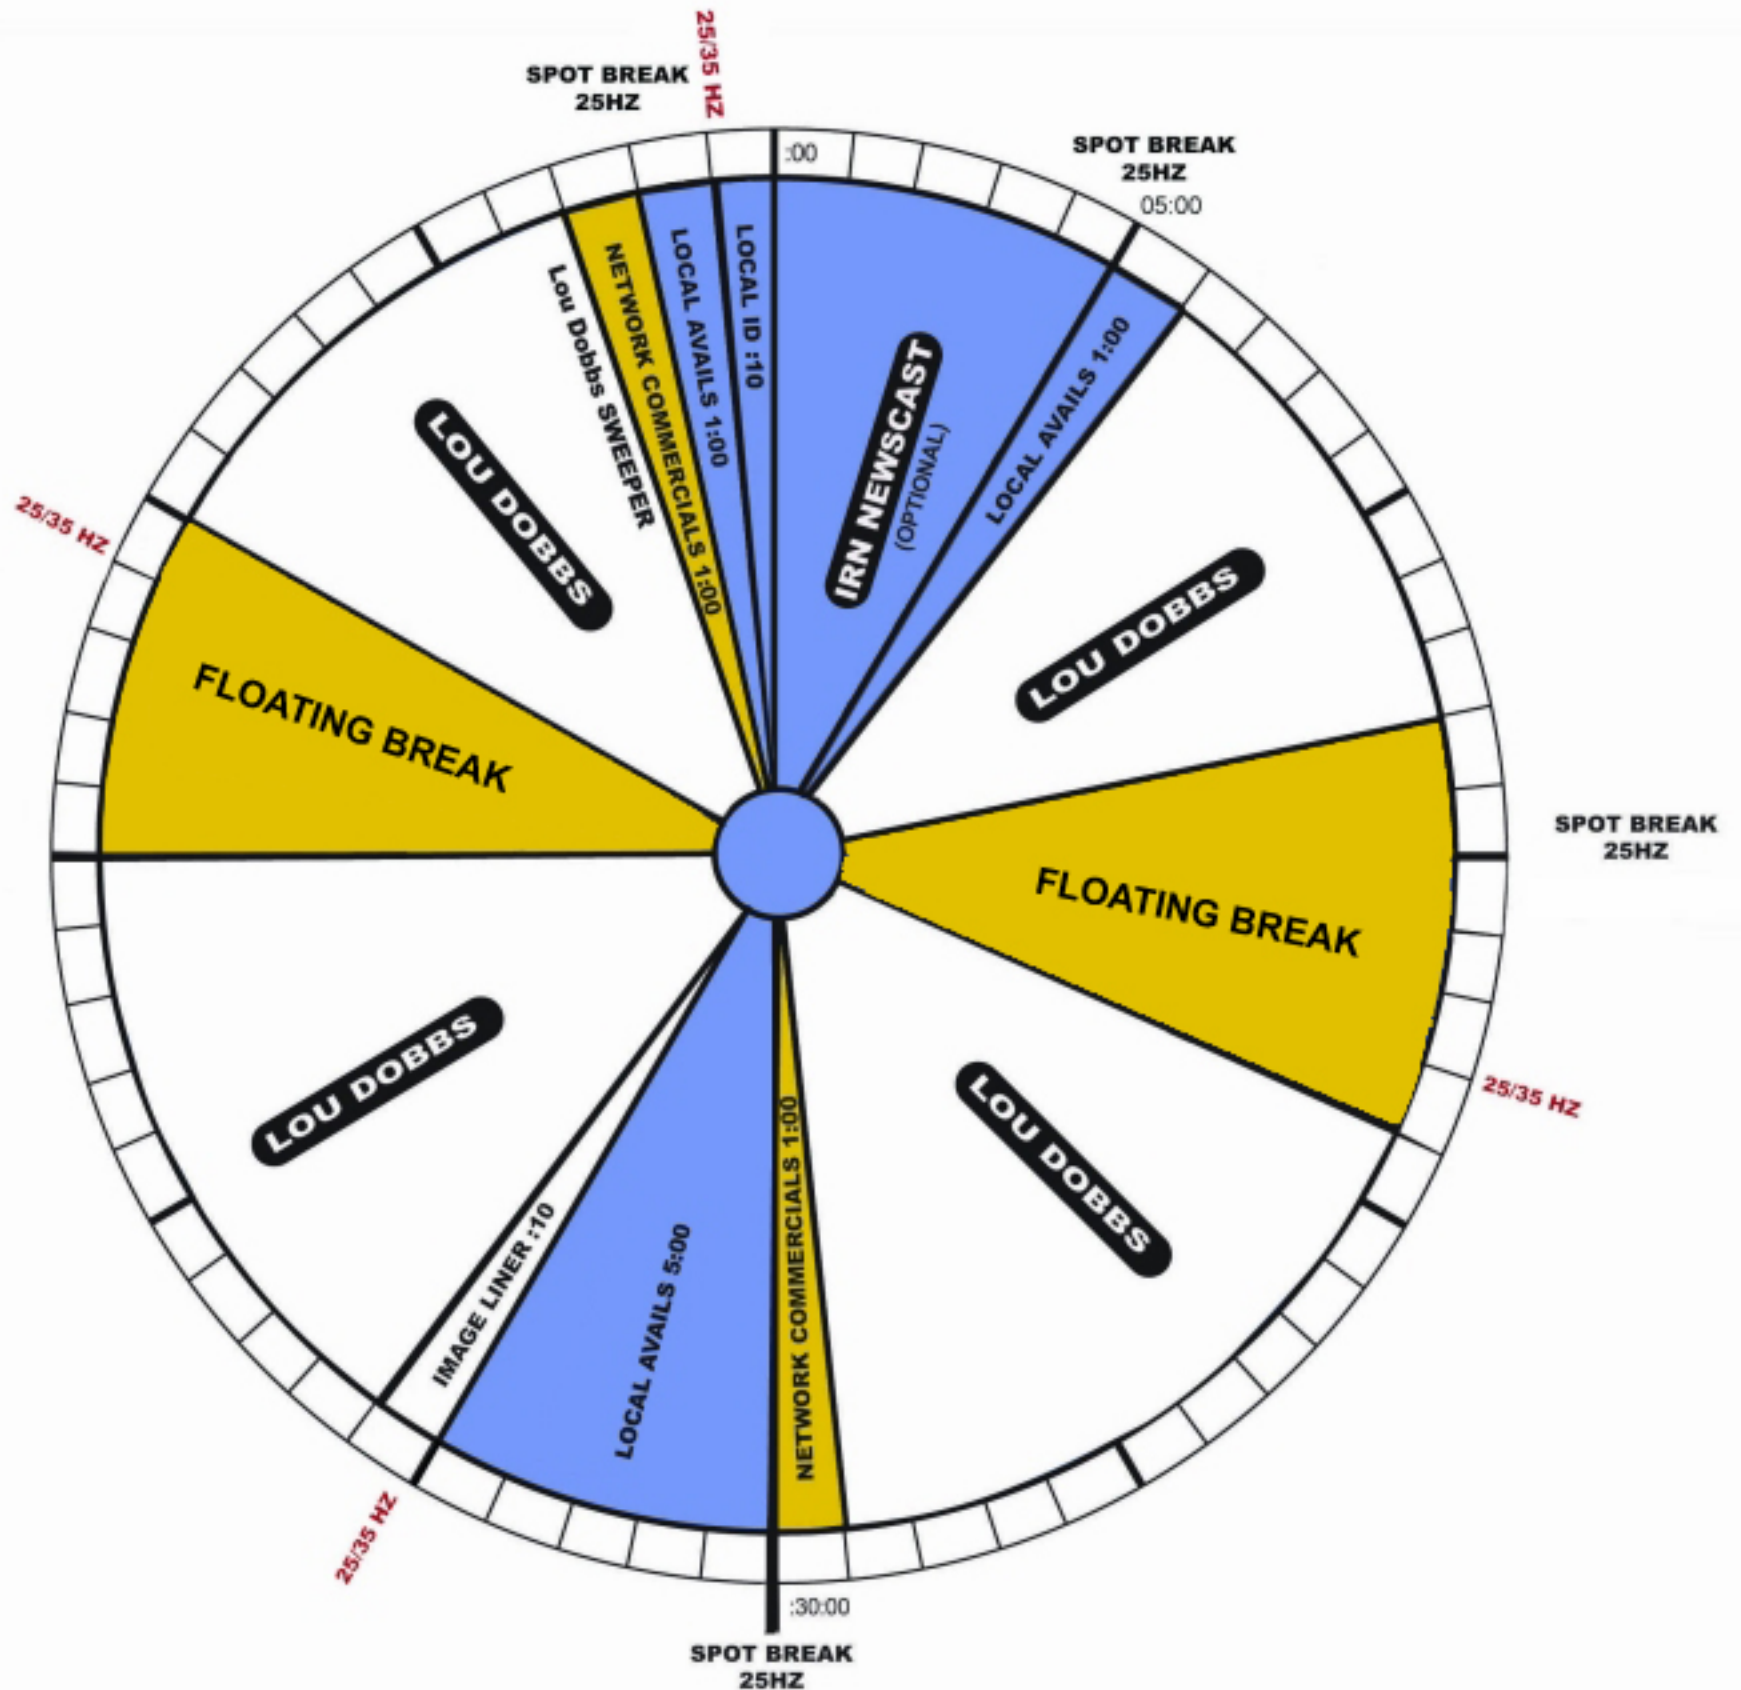 25/35 HZ
SPOT BREAK
25HZ
:00
SPOT BREAK
25HZ
05:00
LOCAL ID :10
LOCAL AVAILS 1:00
NETWORK COMMERCIALS 1:00
Lou Dobbs SWEEPER
IRN NEWSCAST
(OPTIONAL)
LOCAL AVAILS 1:00
LOU DOBBS
LOU DOBBS
25/35 HZ
FLOATING BREAK
SPOT BREAK
25HZ
FLOATING BREAK
25/35 HZ
LOU DOBBS
LOU DOBBS
NETWORK COMMERCIALS 1:00
LOCAL AVAILS 5:00
IMAGE LINER :10
25/35 HZ
:30:00
SPOT BREAK
25HZ